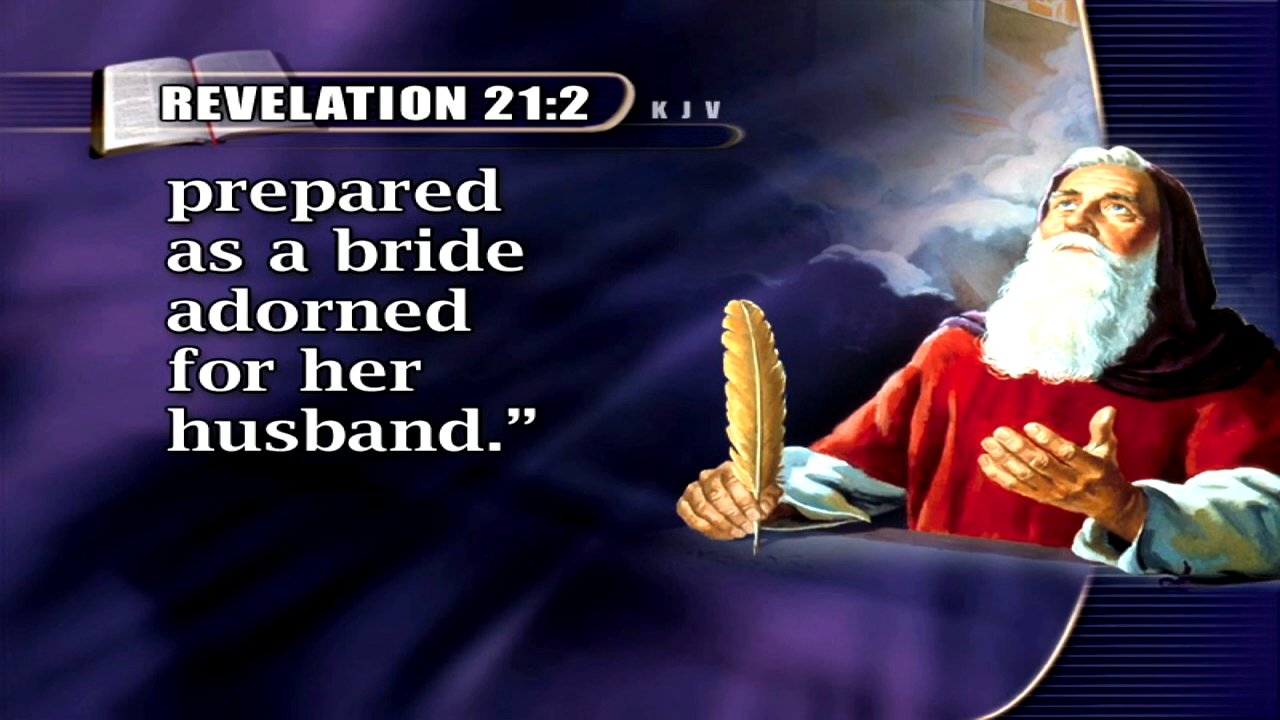 REVELATION 21:2 KJV
prepared
as a bride
adorned
for her
husband.”